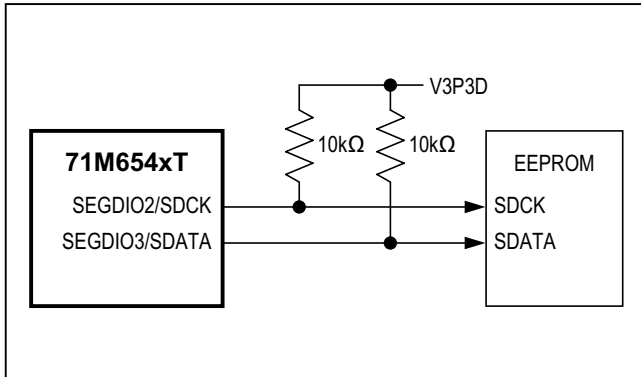 V3P3D
10kΩ 10kΩ
71M654xT
EEPROM
SEGDIO2/SDCK SDCK
SEGDIO3/SDATA SDATA